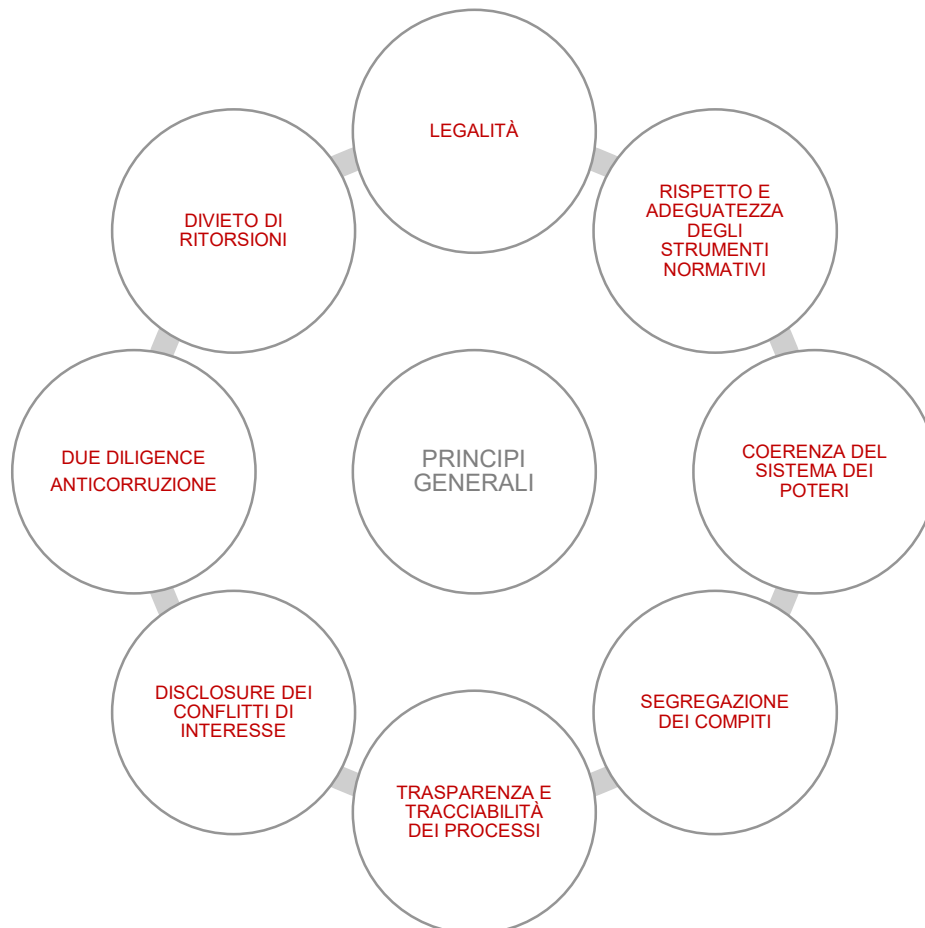 LEGALITÀ
RISPETTO E
ADEGUATEZZA
DEGLI
STRUMENTI
NORMATIVI
COERENZA DEL
SISTEMA DEI
POTERI
SEGREGAZIONE
DEI COMPITI
TRASPARENZA E
TRACCIABILITÀ
DEI PROCESSI
DISCLOSURE DEI
CONFLITTI DI
INTERESSE
DUE DILIGENCE
ANTICORRUZIONE
DIVIETO DI
RITORSIONI
PRINCIPI
GENERALI